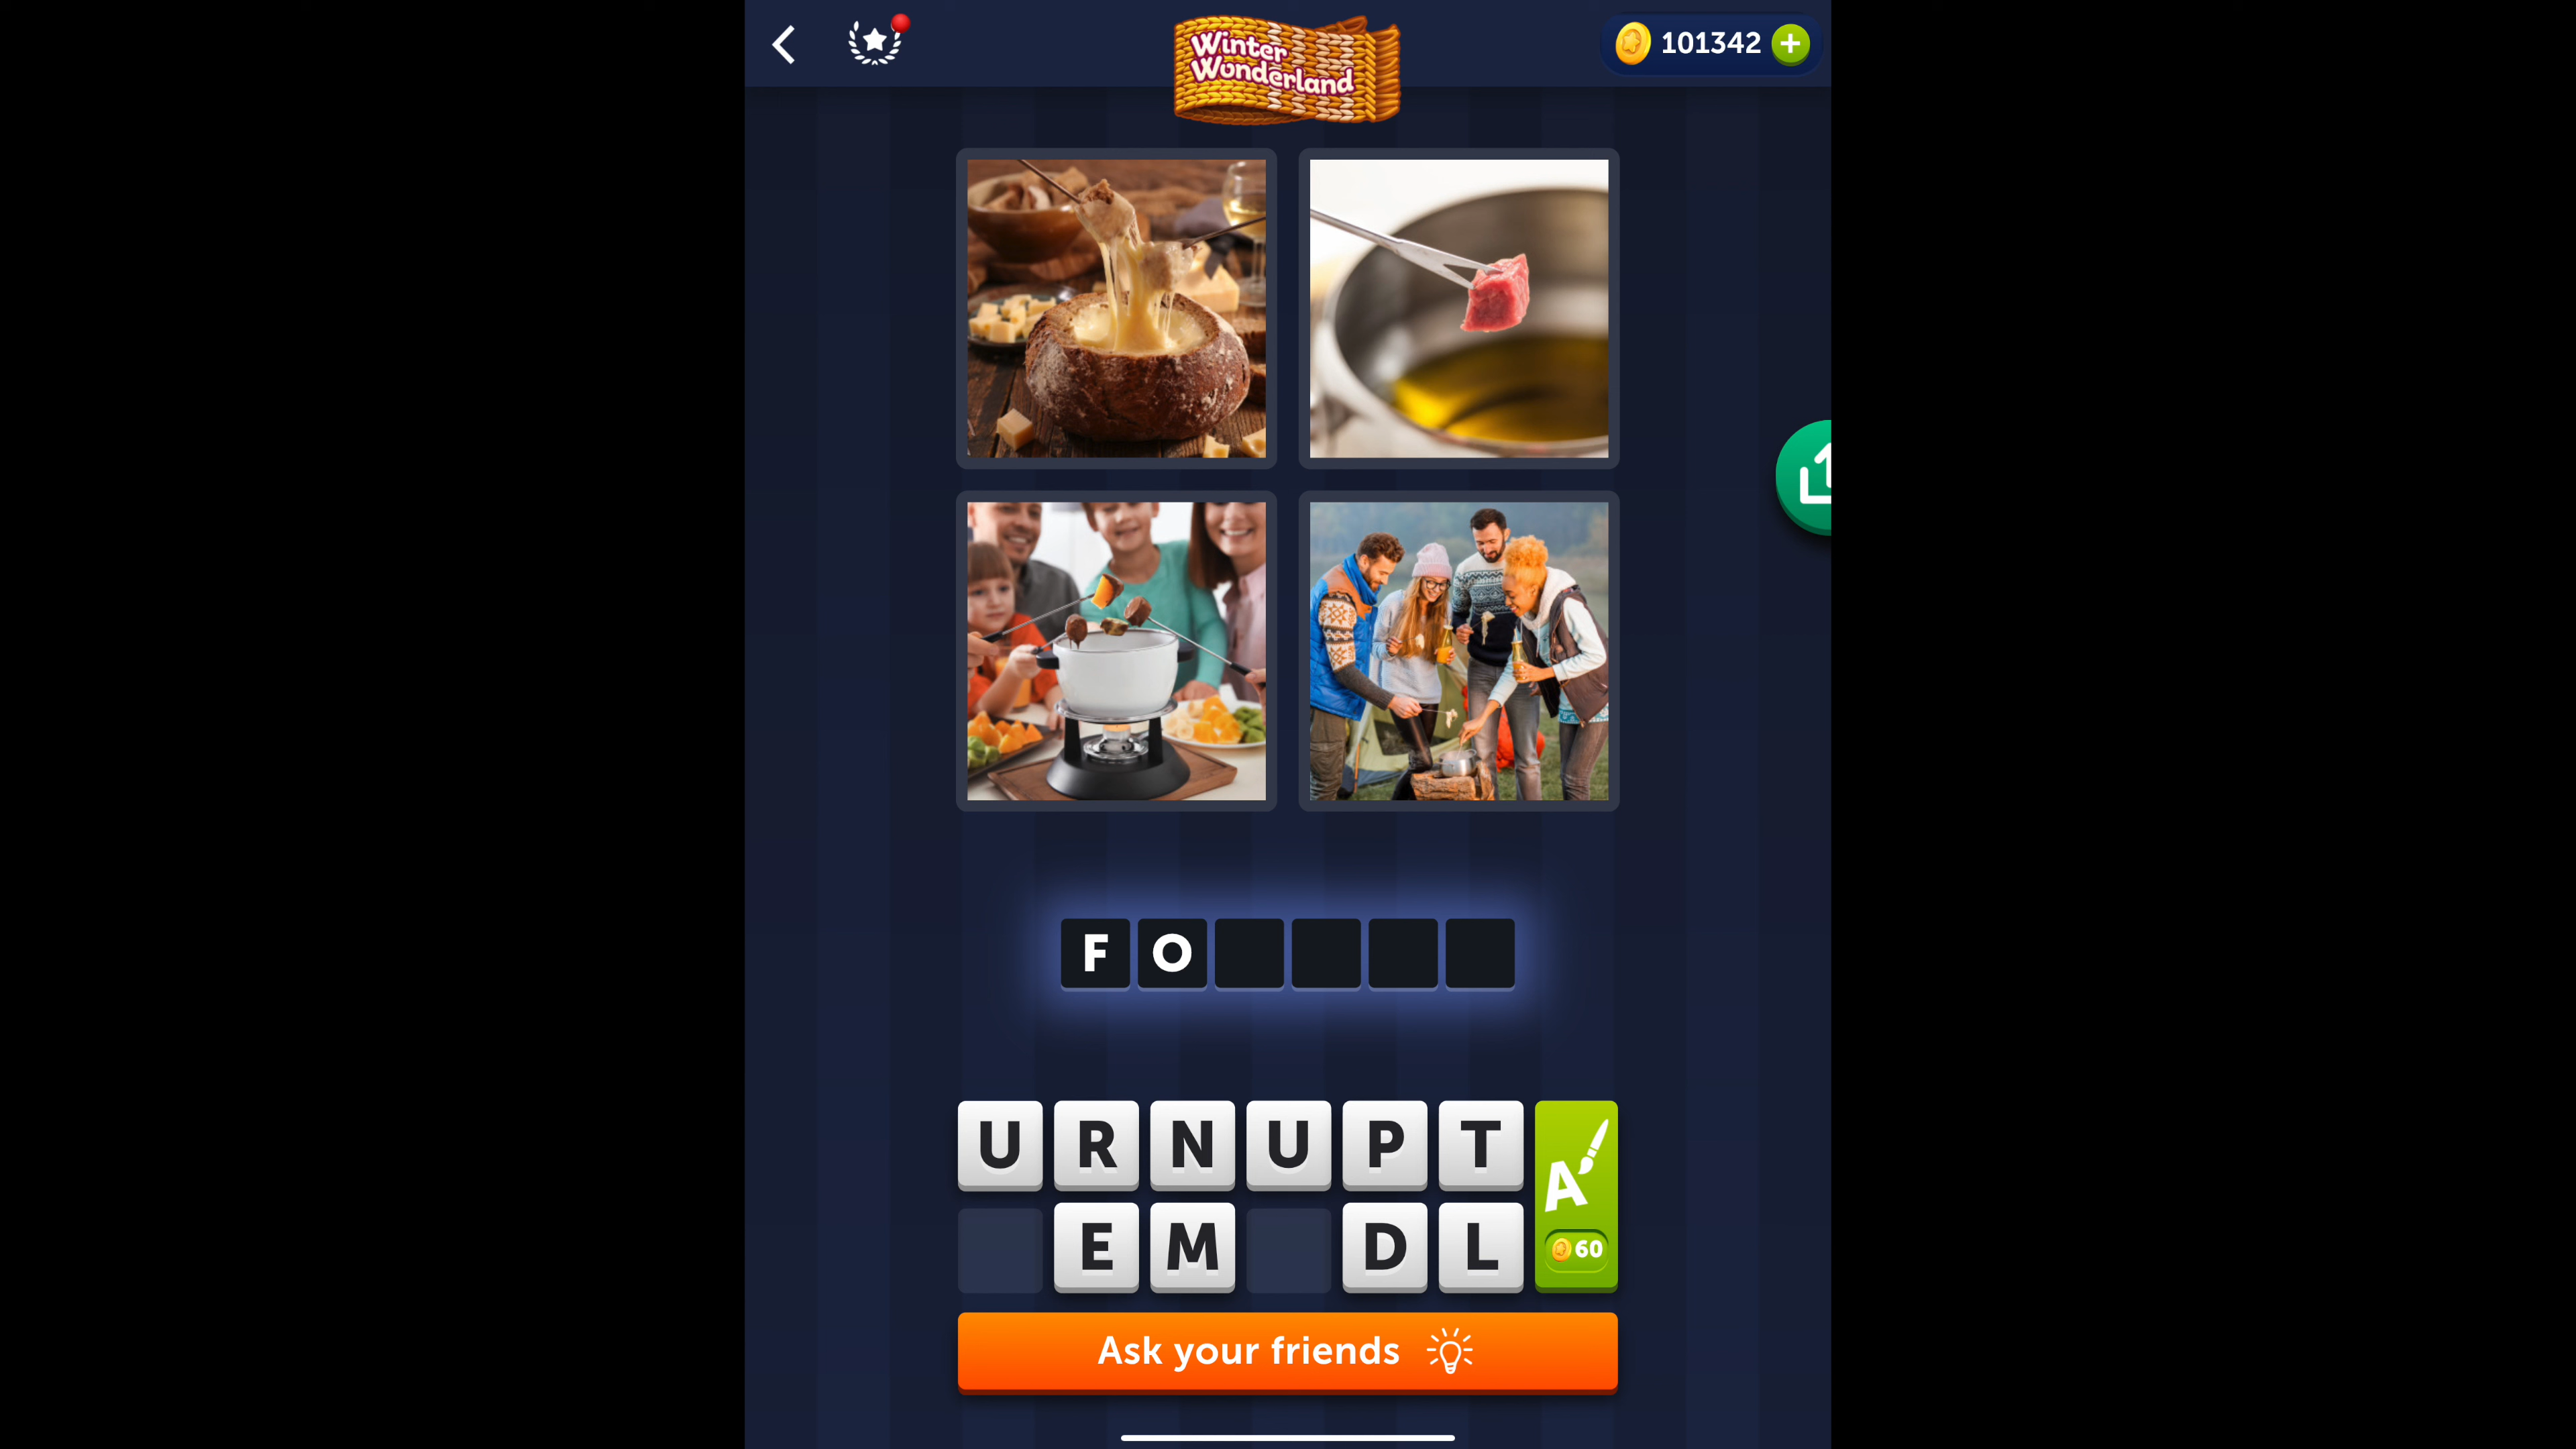 Winter
Wonderland
101342
F O
U R N U P T
A
E M D L
60
Ask your friends